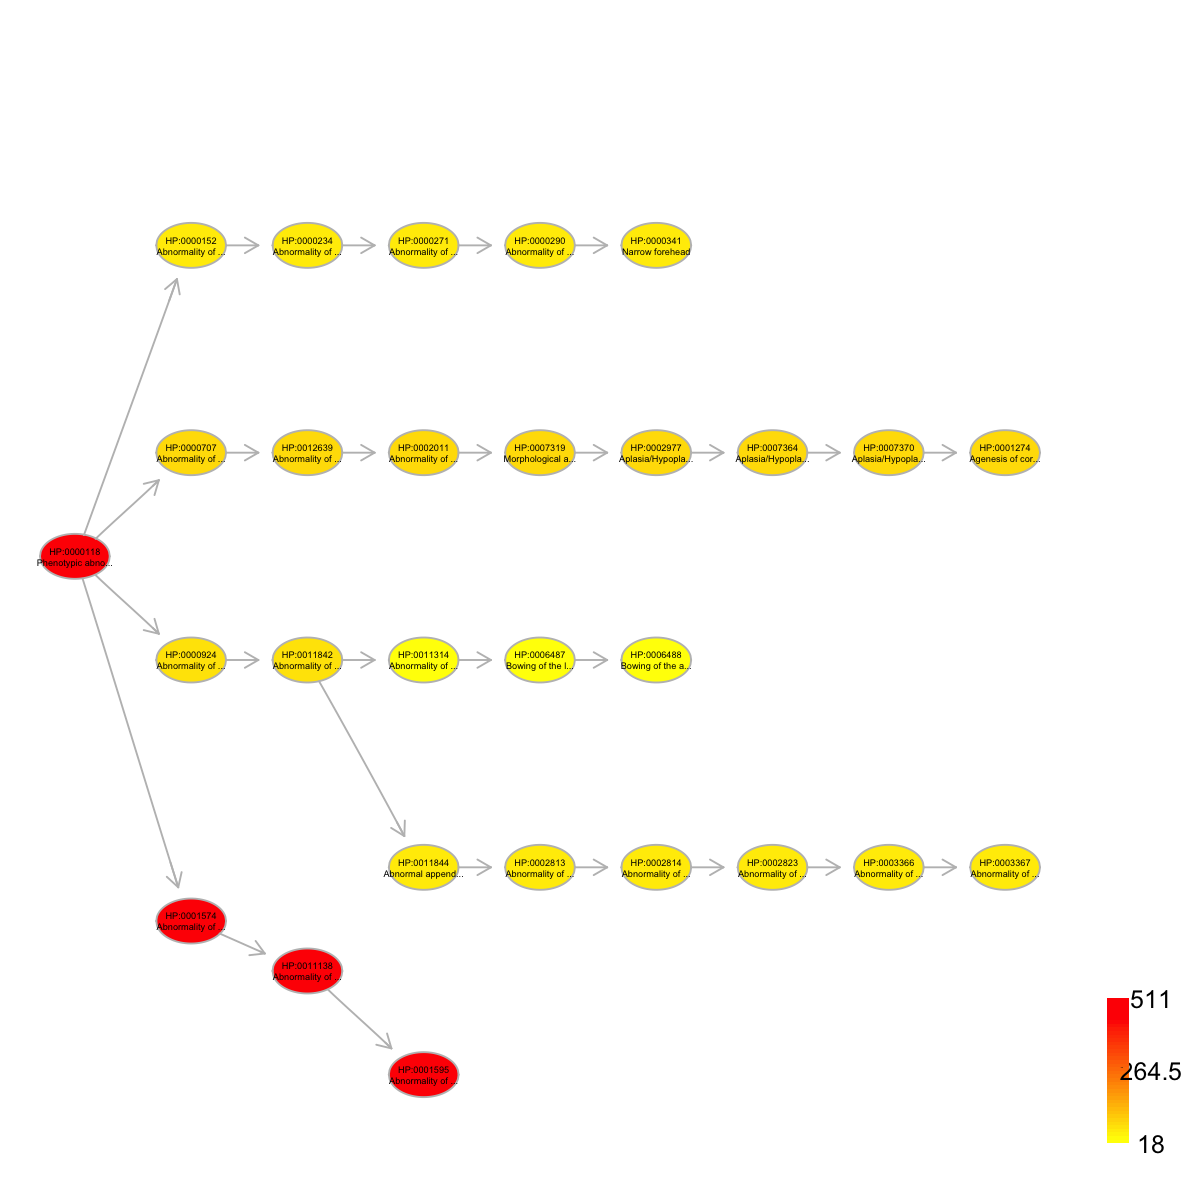 HP:0000152
Abnormality of ...
HP:0000234
Abnormality of ...
HP:0000271
Abnormality of ...
HP:0000290
Abnormality of ...
HP:0000341
Narrow forehead
HP:0000707
Abnormality of ...
HP:0012639
Abnormality of ...
HP:0002011
Abnormality of ...
HP:0007319
Morphological a...
HP:0002977
Aplasia/Hypopla...
HP:0007364
Aplasia/Hypopla...
HP:0007370
Aplasia/Hypopla...
HP:0001274
Agenesis of cor...
HP:0000118
Phenotypic abno...
HP:0000924
Abnormality of ...
HP:0011842
Abnormality of ...
HP:0011314
Abnormality of ...
HP:0006487
Bowing of the l...
HP:0006488
Bowing of the a...
HP:0011844
Abnormal append...
HP:0002813
Abnormality of ...
HP:0002814
Abnormality of ...
HP:0002823
Abnormality of ...
HP:0003366
Abnormality of ...
HP:0003367
Abnormality of ...
HP:0001574
Abnormality of ...
HP:0011138
Abnormality of ...
HP:0001595
Abnormality of ...
511
264.5
18